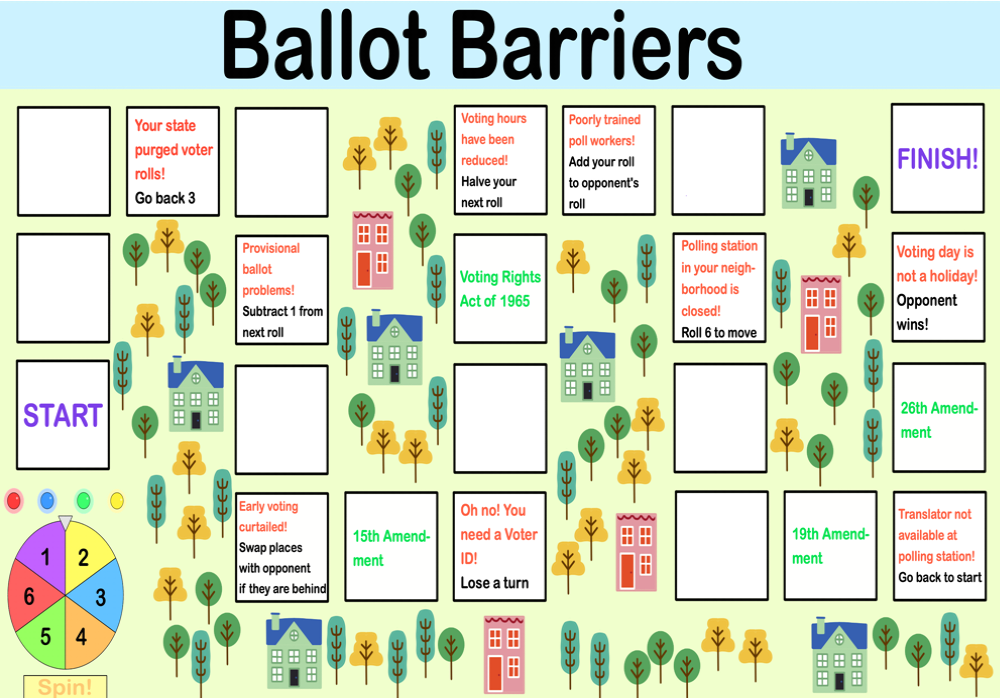 Ballot Barriers
Your state
purged voter
rolls!
Go back 3
Voting hours
have been
reduced!
Halve your
next roll
Poorly trained
poll workers!
Add your roll
to opponent's
roll
FINISH!
Provisional
ballot
problems!
Subtract 1 from
next roll
Voting Rights
Act of 1965
Polling station
in your neigh-
borhood is
closed!
Roll 6 to move
Voting day is
not a holiday!
Opponent
wins!
START
26th Amend-
ment
Early voting
curtailed!
Swap places
with opponent
if they are behind
15th Amend-
ment
Oh no! You
need a Voter
ID!
Lose a turn
19th Amend-
ment
Translator not
available at
polling station!
Go back to start
1
2
3
4
5
6
Spin!